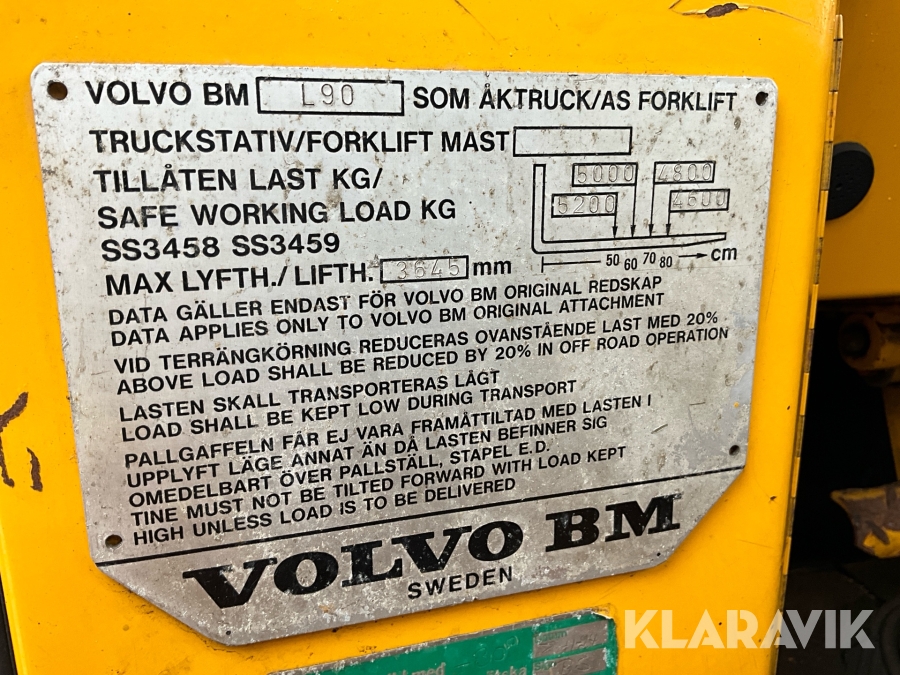 VOLVO BM L90 SOM ÅKTRUCK/AS FORKLIFT
TRUCKSTATIV/FORKLIFT MAST
TILLÅTEN LAST KG/
SAFE WORKING LOAD KG
SS3458 SS3459
5000 4800
5200 4600
50 60 70 80 cm
MAX LYFTH./LIFTH. 3645 mm
DATA GÄLLER ENDAST FÖR VOLVO BM ORIGINAL REDSKAP
DATA APPLIES ONLY TO VOLVO BM ORIGINAL ATTACHMENT
VID TERRÄNGKÖRNING REDUCERAS OVANSTÅENDE LAST MED 20%
ABOVE LOAD SHALL BE REDUCED BY 20% IN OFF ROAD OPERATION
LASTEN SKALL TRANSPORTERAS LÅGT
LOAD SHALL BE KEPT LOW DURING TRANSPORT
PALLGAFFELN FÅR EJ VARA FRAMÅTTILTAD MED LASTEN I
UPPLYFT LÄGE ANNAT ÄN DÅ LASTEN BEFINNER SIG
OMEDELBART ÖVER PALLSTÄLL, STAPEL E.D.
TINE MUST NOT BE TILTED FORWARD WITH LOAD KEPT
HIGH UNLESS LOAD IS TO BE DELIVERED
VOLVO BM
SWEDEN
KLARAVIK